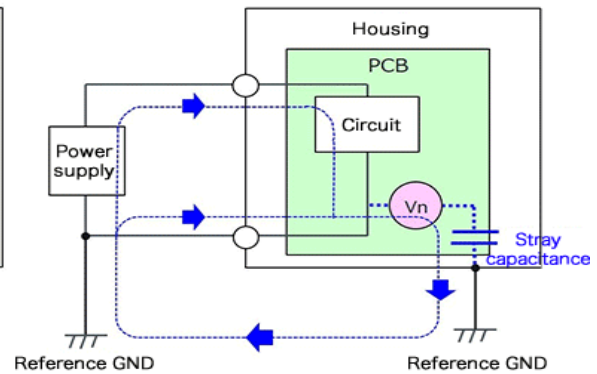 Housing
PCB
Circuit
Power
supply
Vn
Stray
capacitance
Reference GND
Reference GND